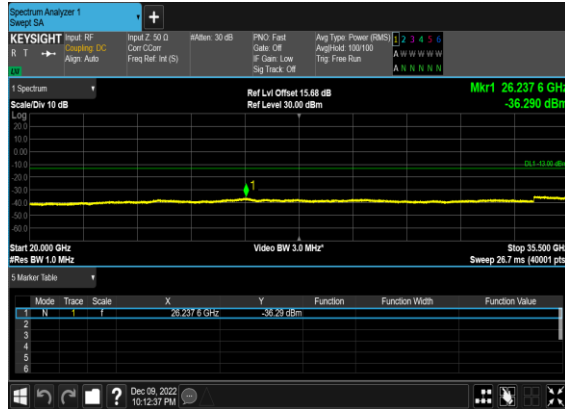 Spectrum Analyzer 1
Swept SA
+
KEYSIGHT Input: RF Input Z: 50 Ω #Atten: 30 dB PNO: Fast Avg Type: Power (RMS) 1 2 3 4 5 6
R T Coupling: DC Corr CCorr Gate: Off Avg|Hold: 100/100 A W W W W W
Align: Auto Freq Ref: Int (S) IF Gain: Low Trig: Free Run
LXI Sig Track: Off A N N N N N
1 Spectrum Ref Lvl Offset 15.68 dB Mkr1 26.237 6 GHz
Scale/Div 10 dB Ref Level 30.00 dBm -36.290 dBm
Log
20.0
10.0
0.00
-10.0 DL1 -13.00 dBm
-20.0
-30.0 1
-40.0
-50.0
-60.0
Start 20.000 GHz Video BW 3.0 MHz* Stop 35.500 GHz
#Res BW 1.0 MHz Sweep 26.7 ms (40001 pts)
5 Marker Table
Mode Trace Scale X Y Function Function Width Function Value
1 N 1 f 26.237 6 GHz -36.29 dBm
2
3
4
5
6
? Dec 09, 2022
10:12:37 PM